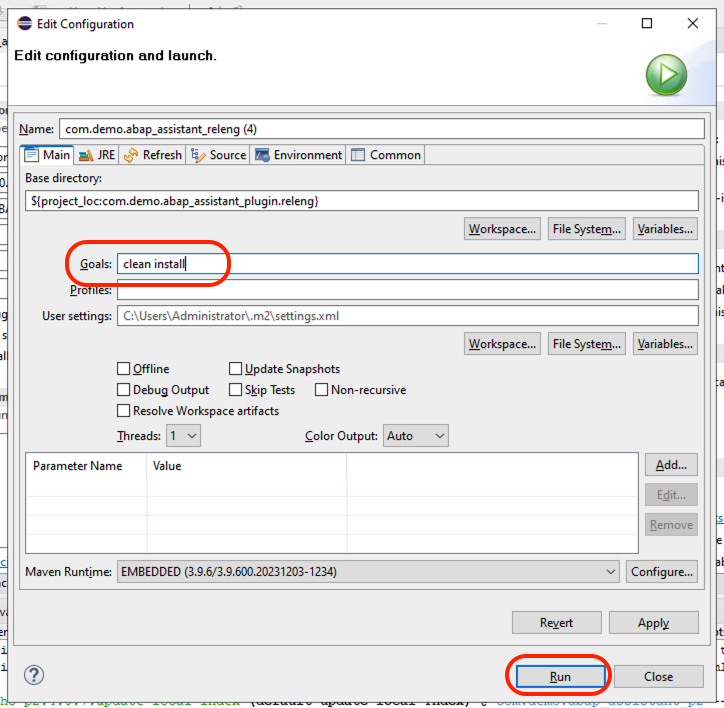 Edit Configuration
Edit configuration and launch.
Name: com.demo.abap_assistant_releng (4)
Main JRE Refresh Source Environment Common
Base directory:
${project_loc:com.demo.abap_assistant_plugin.releng}
Workspace... File System... Variables...
Goals: clean install
Profiles:
User settings: C:\Users\Administrator\.m2\settings.xml
Workspace... File System... Variables...
Offline Update Snapshots
Debug Output Skip Tests Non-recursive
Resolve Workspace artifacts
Threads: 1 Color Output: Auto
Parameter Name Value
Add...
Edit...
Remove
Maven Runtime: EMBEDDED (3.9.6/3.9.600.20231203-1234) Configure...
Revert Apply
? Run Close